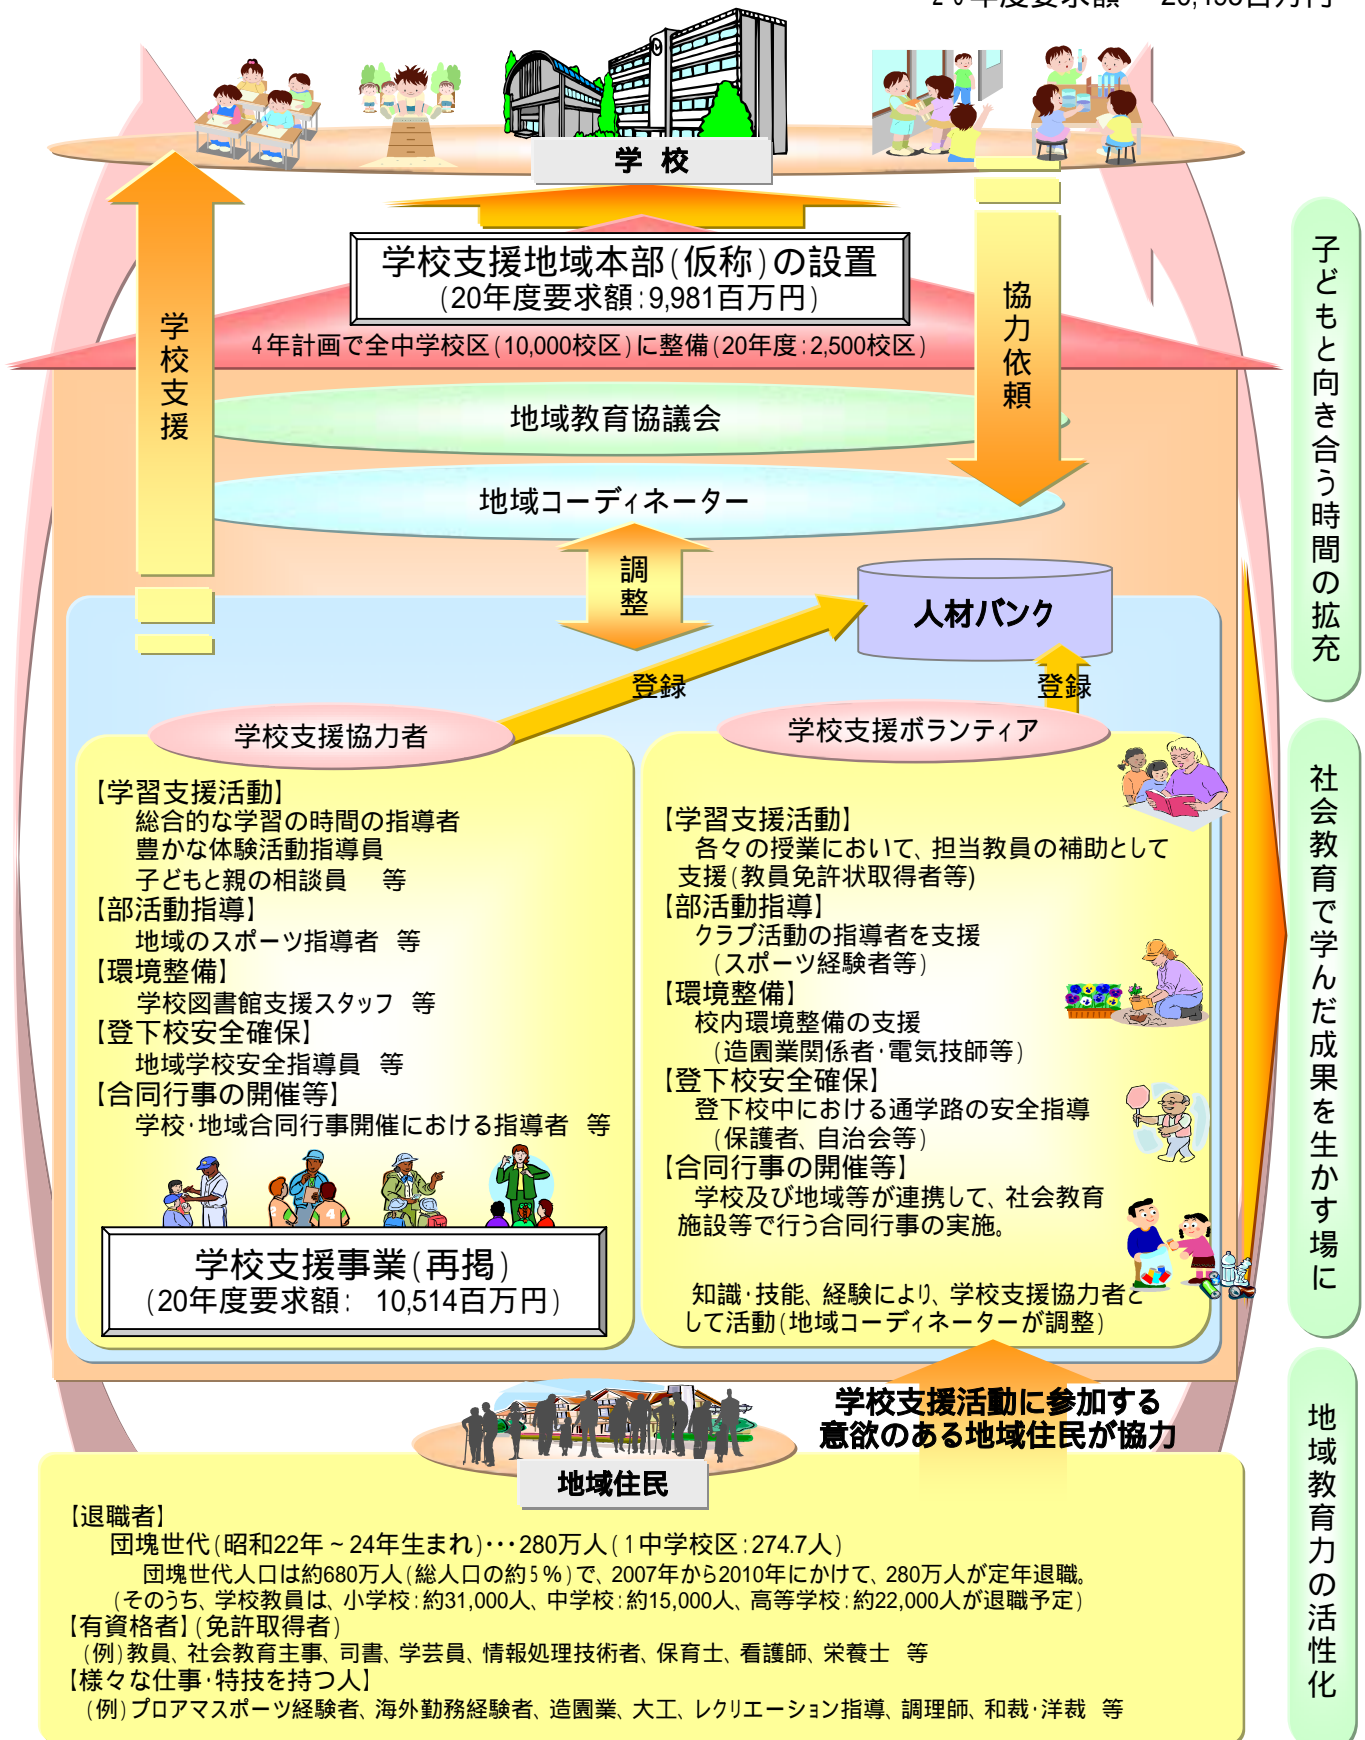 学 校
学校支援地域本部(仮称)の設置
(20年度要求額:9,981百万円)
4年計画で全中学校区(10,000校区)に整備(20年度:2,500校区)
学校支援
協力依頼
地域教育協議会
地域コーディネーター
調整
人材バンク
登録
登録
学校支援協力者
【学習支援活動】
総合的な学習の時間の指導者
豊かな体験活動指導員
子どもと親の相談員 等
【部活動指導】
地域のスポーツ指導者 等
【環境整備】
学校図書館支援スタッフ 等
【登下校安全確保】
地域学校安全指導員 等
【合同行事の開催等】
学校・地域合同行事開催における指導者 等
学校支援事業(再掲)
(20年度要求額: 10,514百万円)
学校支援ボランティア
【学習支援活動】
各々の授業において、担当教員の補助として
支援(教員免許状取得者等)
【部活動指導】
クラブ活動の指導者を支援
(スポーツ経験者等)
【環境整備】
校内環境整備の支援
(造園業関係者・電気技師等)
【登下校安全確保】
登下校中における通学路の安全指導
(保護者、自治会等)
【合同行事の開催等】
学校及び地域等が連携して、社会教育
施設等で行う合同行事の実施。
知識・技能、経験により、学校支援協力者と
して活動(地域コーディネーターが調整)
学校支援活動に参加する
意欲のある地域住民が協力
地域住民
【退職者】
団塊世代(昭和22年~24年生まれ)・・・280万人(1中学校区:274.7人)
団塊世代人口は約680万人(総人口の約5%)で、2007年から2010年にかけて、280万人が定年退職。
(そのうち、学校教員は、小学校:約31,000人、中学校:約15,000人、高等学校:約22,000人が退職予定)
【有資格者】(免許取得者)
(例)教員、社会教育主事、司書、学芸員、情報処理技術者、保育士、看護師、栄養士 等
【様々な仕事・特技を持つ人】
(例)プロアマスポーツ経験者、海外勤務経験者、造園業、大工、レクリエーション指導、調理師、和裁・洋裁 等
子どもと向き合う時間の拡充
社会教育で学んだ成果を生かす場に
地域教育力の活性化